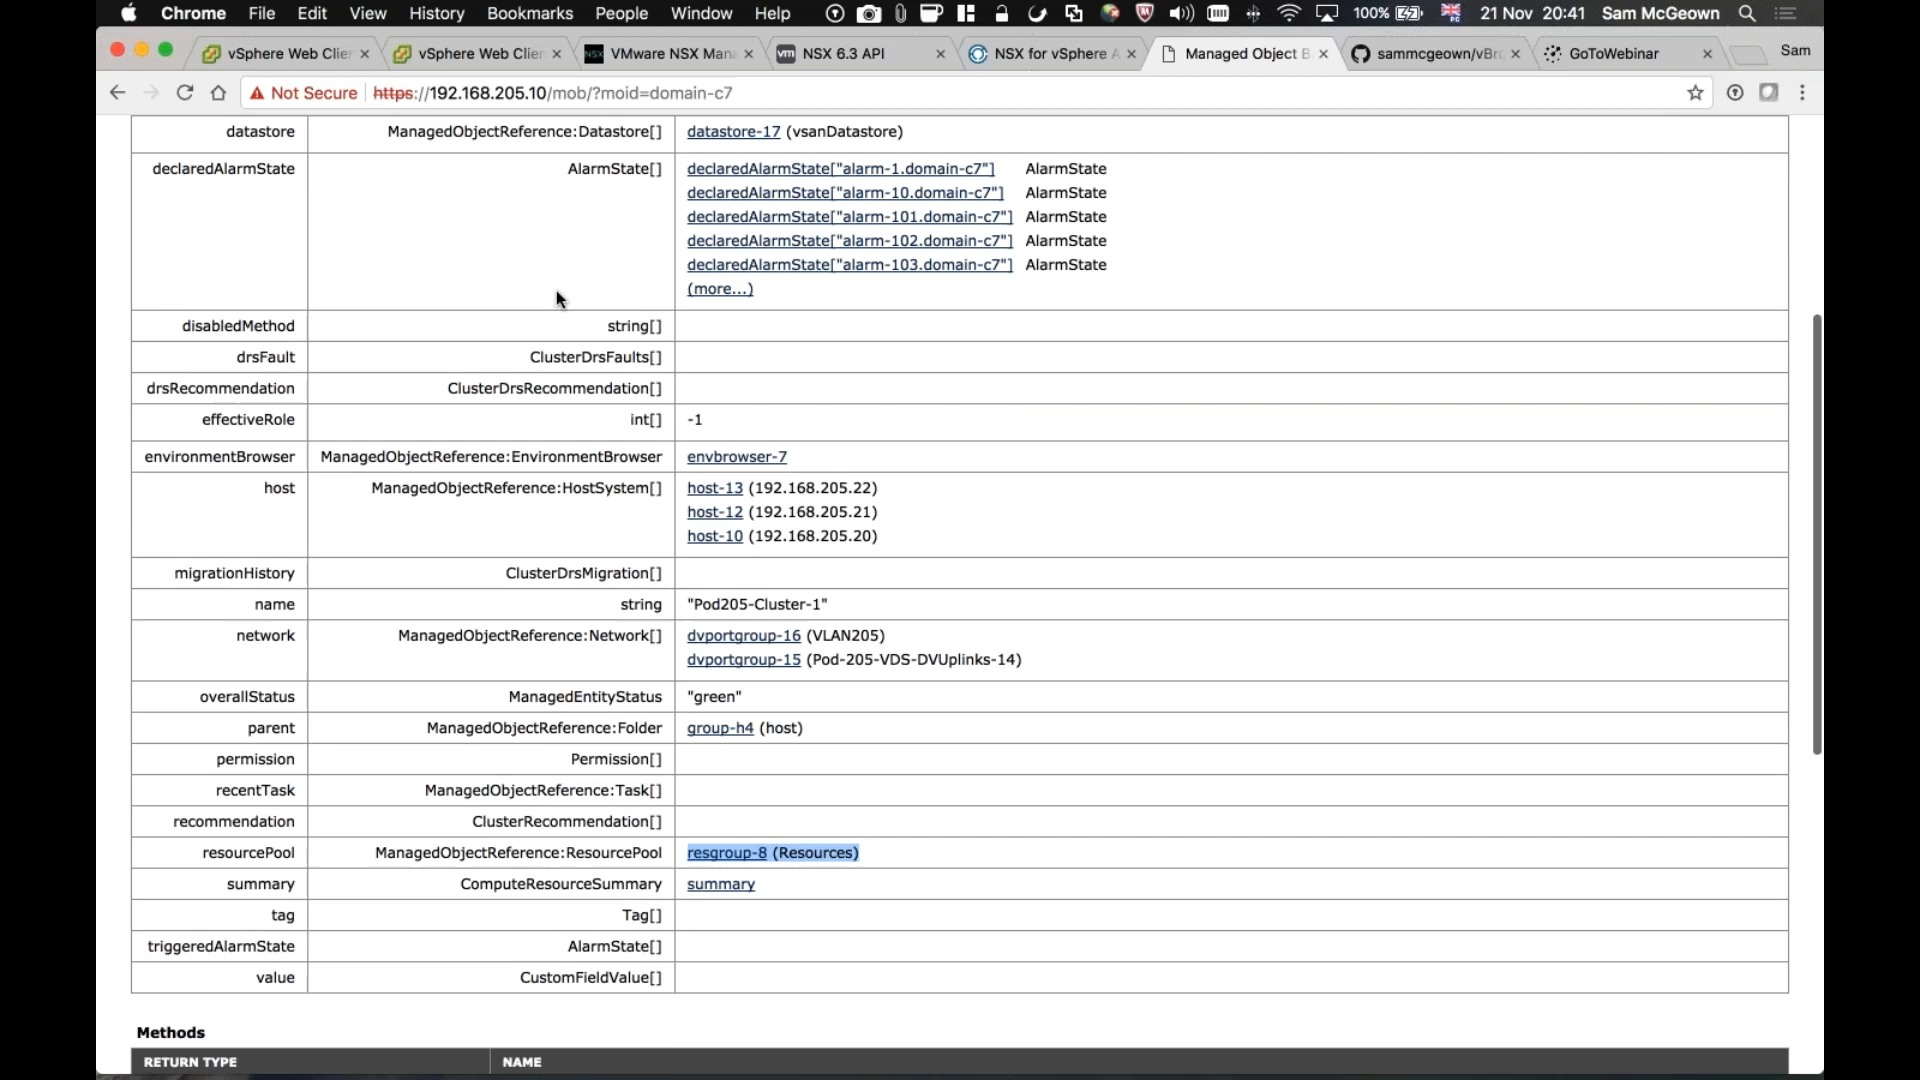 Chrome File Edit View History Bookmarks People Window Help 100% 21 Nov 20:41 Sam McGeown
vSphere Web Clie vSphere Web Clier VMware NSX Mana NSX 6.3 API NSX for vSphere A Managed Object B sammcgeown/vBro GoToWebinar Sam
Not Secure https://192.168.205.10/mob/?moid=domain-c7
datastore ManagedObjectReference:Datastore[] datastore-17 (vsanDatastore)
declaredAlarmState AlarmState[] declaredAlarmState["alarm-1.domain-c7"] AlarmState
declaredAlarmState["alarm-10.domain-c7"] AlarmState
declaredAlarmState["alarm-101.domain-c7"] AlarmState
declaredAlarmState["alarm-102.domain-c7"] AlarmState
declaredAlarmState["alarm-103.domain-c7"] AlarmState
(more...)
disabledMethod string[]
drsFault ClusterDrsFaults[]
drsRecommendation ClusterDrsRecommendation[]
effectiveRole int[] -1
environmentBrowser ManagedObjectReference:EnvironmentBrowser envbrowser-7
host ManagedObjectReference:HostSystem[] host-13 (192.168.205.22)
host-12 (192.168.205.21)
host-10 (192.168.205.20)
migrationHistory ClusterDrsMigration[]
name string "Pod205-Cluster-1"
network ManagedObjectReference:Network[] dvportgroup-16 (VLAN205)
dvportgroup-15 (Pod-205-VDS-DVUplinks-14)
overallStatus ManagedEntityStatus "green"
parent ManagedObjectReference:Folder group-h4 (host)
permission Permission[]
recentTask ManagedObjectReference:Task[]
recommendation ClusterRecommendation[]
resourcePool ManagedObjectReference:ResourcePool resgroup-8 (Resources)
summary ComputeResourceSummary summary
tag Tag[]
triggeredAlarmState AlarmState[]
value CustomFieldValue[]
Methods
RETURN TYPE NAME